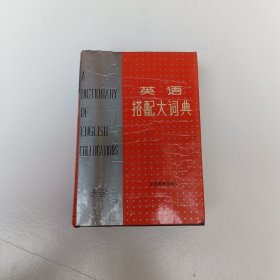 A
DICTIONARY
OF
ENGLISH
COLLOCATIONS
英语
搭配大词典